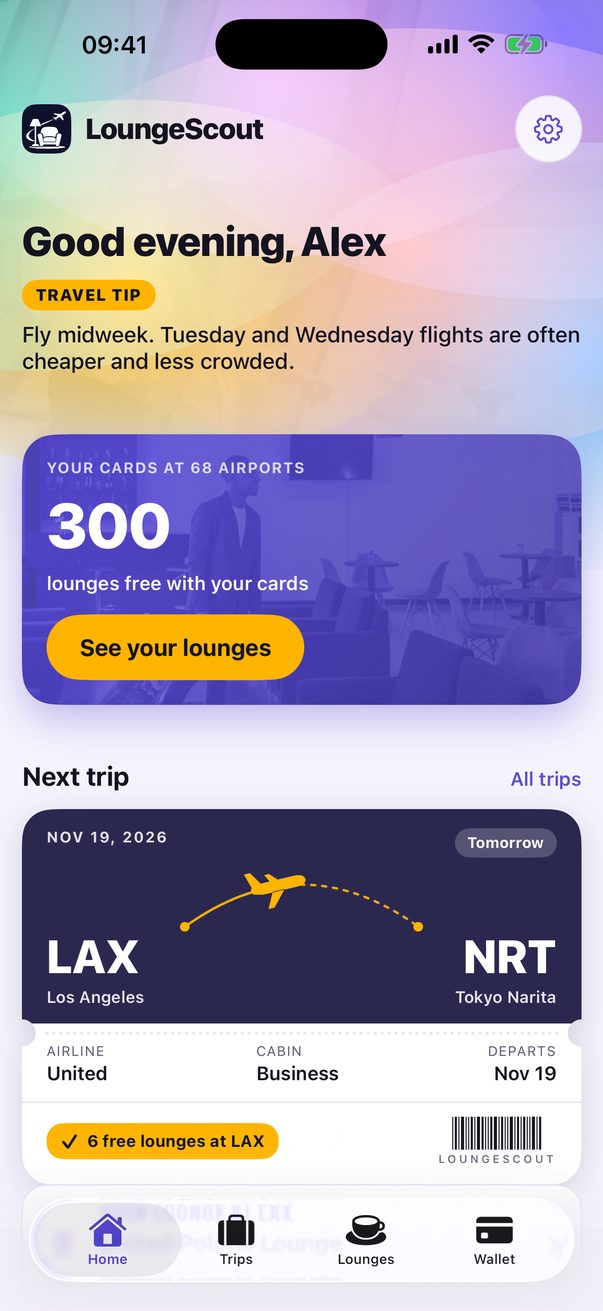 09:41
LoungeScout
Good evening, Alex
TRAVEL TIP
Fly midweek. Tuesday and Wednesday flights are often
cheaper and less crowded.
YOUR CARDS AT 68 AIRPORTS
300
lounges free with your cards
See your lounges
Next trip
All trips
NOV 19, 2026
Tomorrow
LAX
NRT
Los Angeles
Tokyo Narita
AIRLINE
CABIN
DEPARTS
United
Business
Nov 19
6 free lounges at LAX
LOUNGESCOUT
Lounge
Home
Trips
Lounges
Wallet